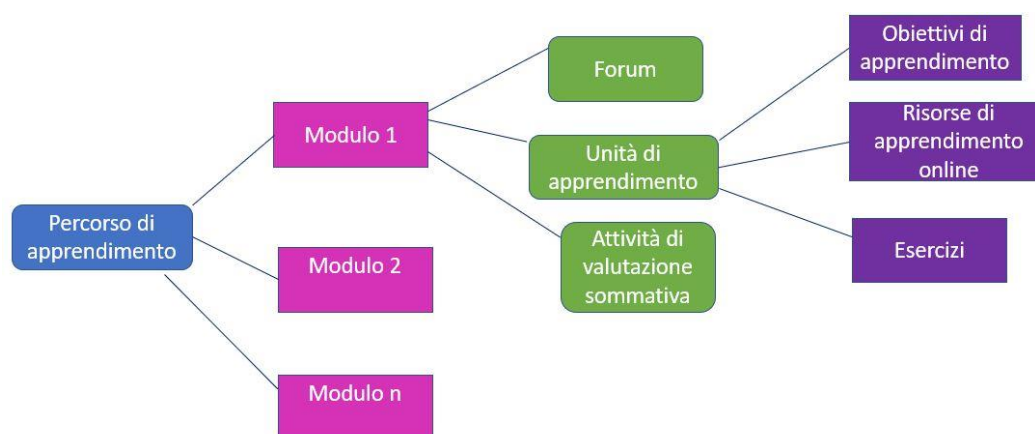 Percorso di
apprendimento
Modulo 1
Modulo 2
Modulo n
Forum
Unità di
apprendimento
Attività di
valutazione
sommativa
Obiettivi di
apprendimento
Risorse di
apprendimento
online
Esercizi